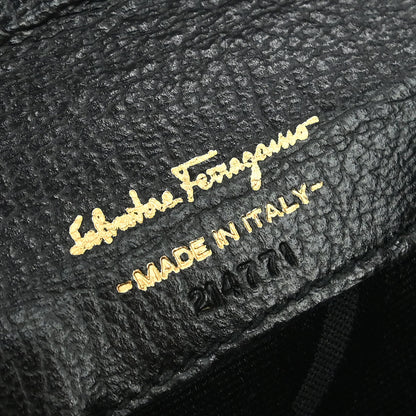 Salvatore Ferragamo
-MADE IN ITALY-
214771